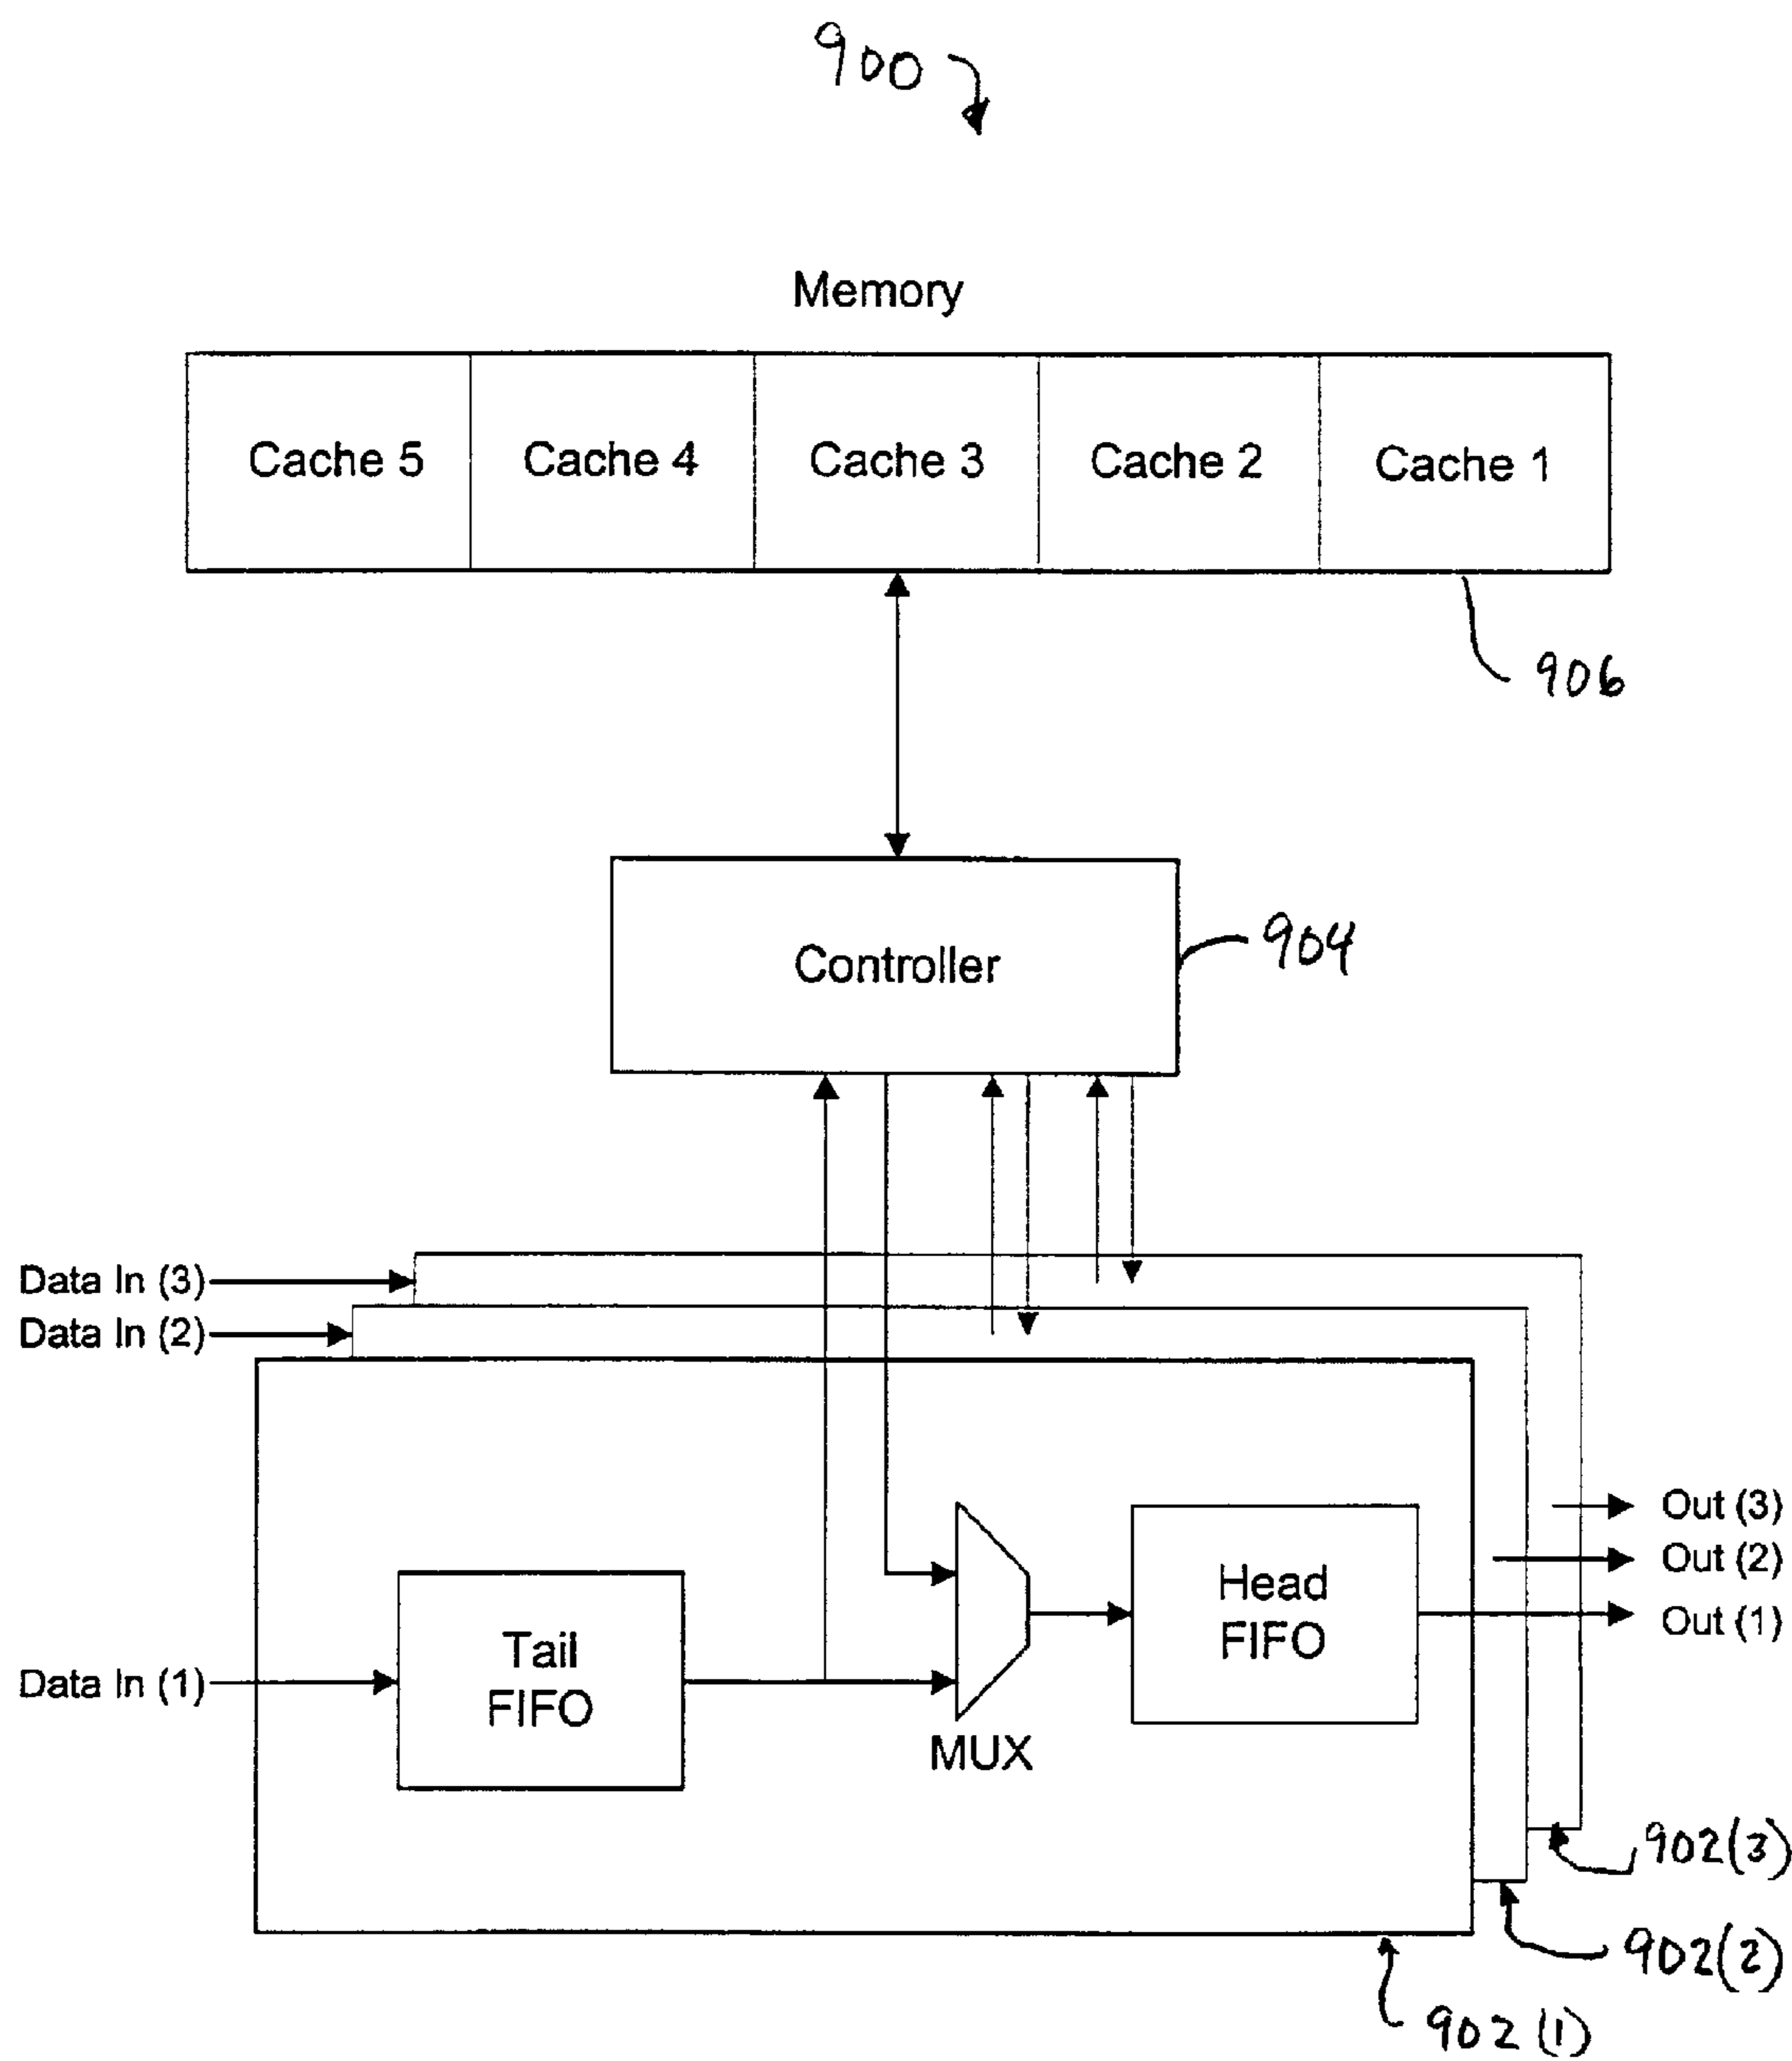 900
Memory
Cache 5 Cache 4 Cache 3 Cache 2 Cache 1
906
Controller
904
Data In (3)
Data In (2)
Out (3)
Out (2)
Out (1)
Head
FIFO
Tail
FIFO
Data In (1)
MUX
902(3)
902(2)
902(1)